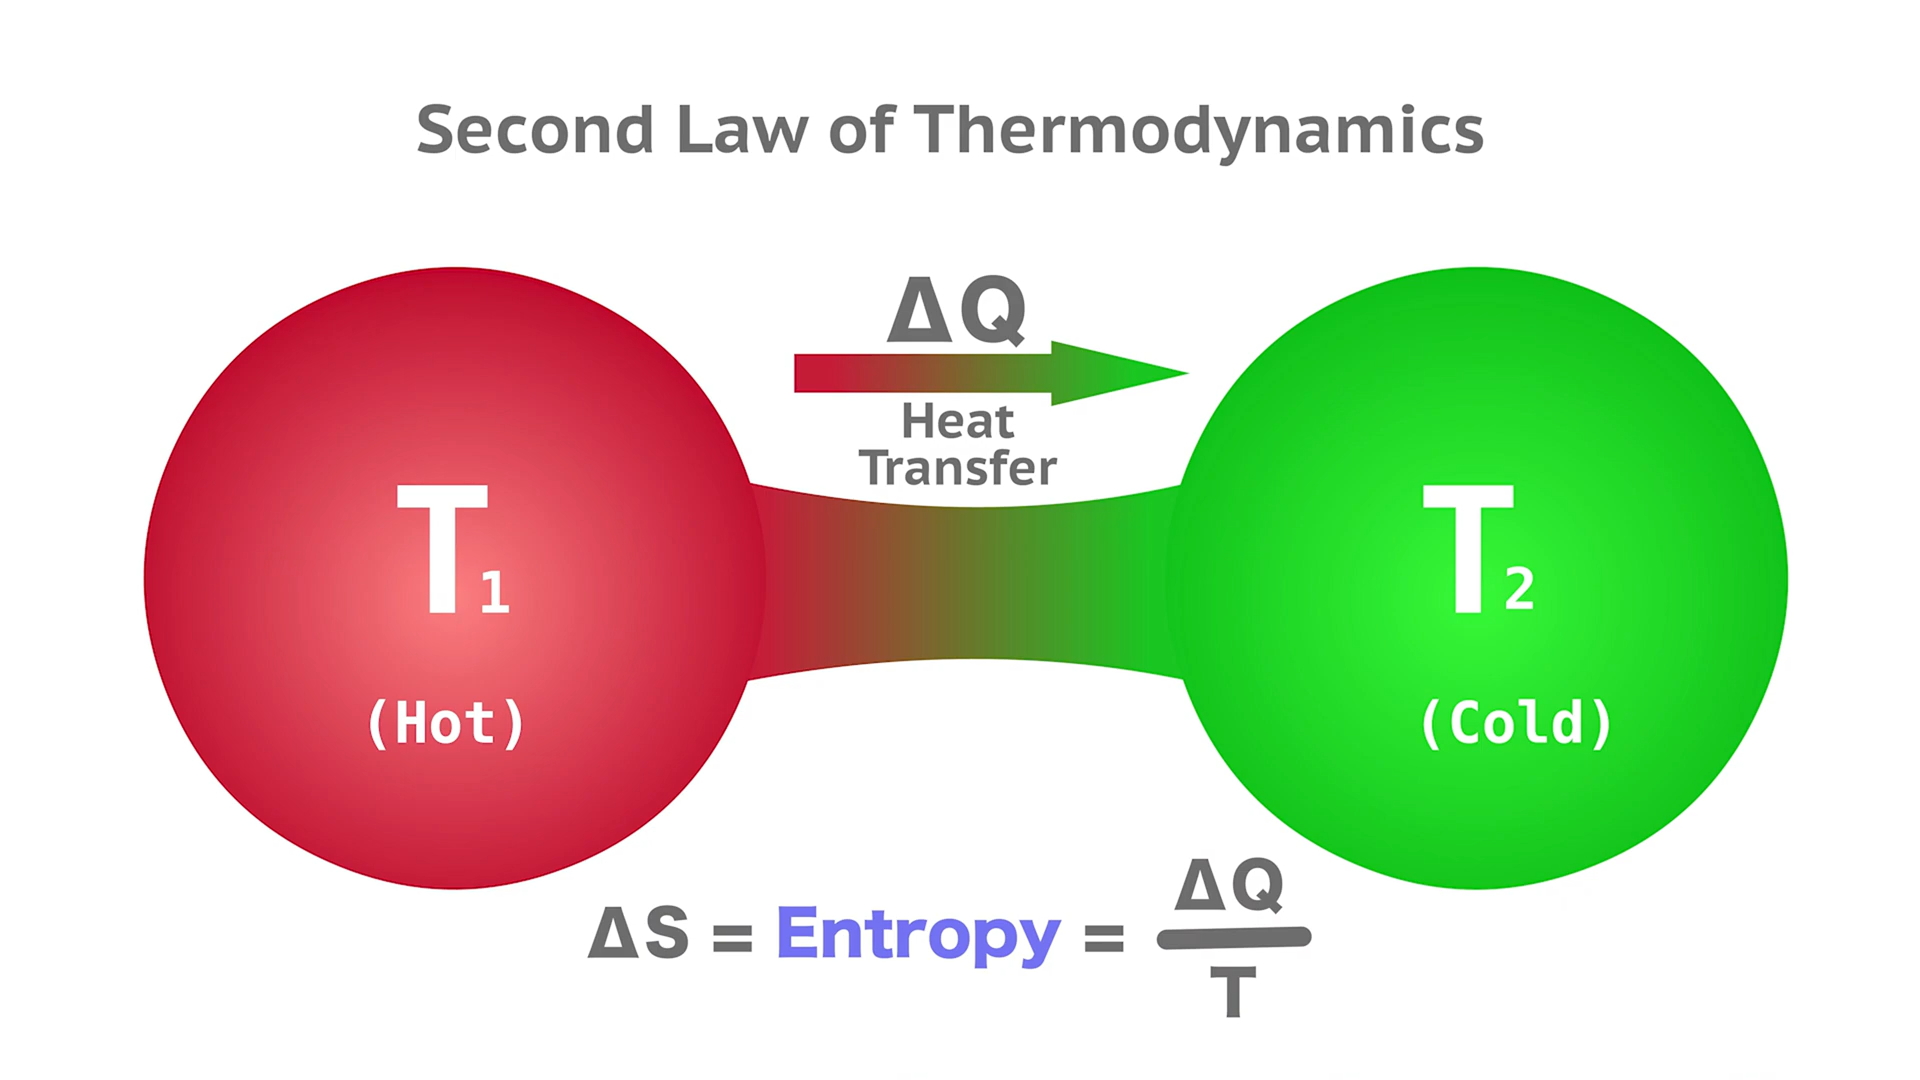 Second Law of Thermodynamics
ΔQ
Heat
Transfer
T1
(Hot)
T2
(Cold)
ΔS = Entropy = ΔQ
T